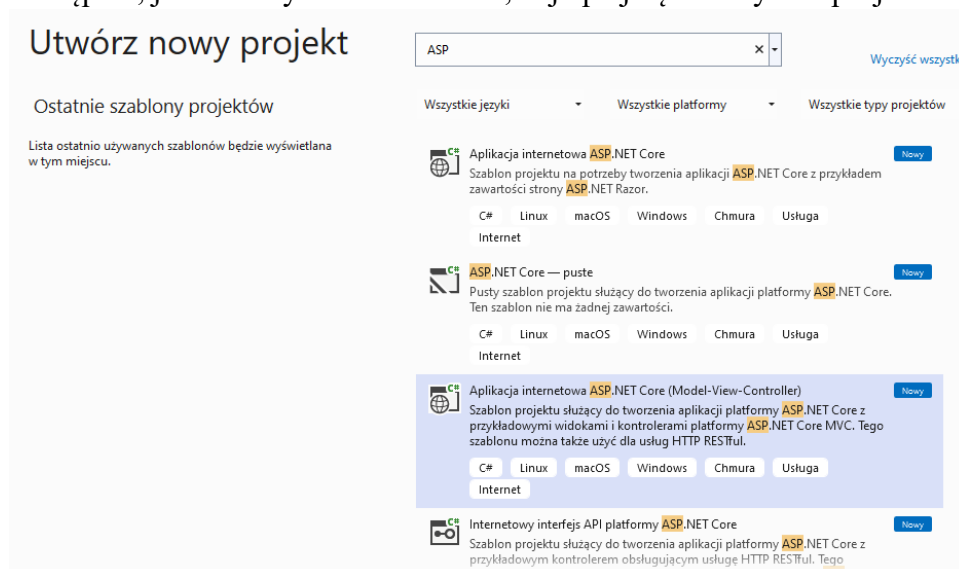 Utwórz nowy projekt
ASP
Wyczyść wszystk
Ostatnie szablony projektów
Wszystkie języki
Wszystkie platformy
Wszystkie typy projektów
Lista ostatnio używanych szablonów będzie wyświetlana
w tym miejscu.
Aplikacja internetowa ASP.NET Core
Nowy
Szablon projektu na potrzeby tworzenia aplikacji ASP.NET Core z przykładem
zawartości strony ASP.NET Razor.
C# Linux macOS Windows Chmura Usługa
Internet
ASP.NET Core — puste
Nowy
Pusty szablon projektu służący do tworzenia aplikacji platformy ASP.NET Core.
Ten szablon nie ma żadnej zawartości.
C# Linux macOS Windows Chmura Usługa
Internet
Aplikacja internetowa ASP.NET Core (Model-View-Controller)
Nowy
Szablon projektu służący do tworzenia aplikacji platformy ASP.NET Core z
przykładowymi widokami i kontrolerami platformy ASP.NET Core MVC. Tego
szablonu można także użyć dla usług HTTP RESTful.
C# Linux macOS Windows Chmura Usługa
Internet
Internetowy interfejs API platformy ASP.NET Core
Nowy
Szablon projektu służący do tworzenia aplikacji platformy ASP.NET Core z
przykładowym kontrolerem obsługującym usługę HTTP RESTful. Tego